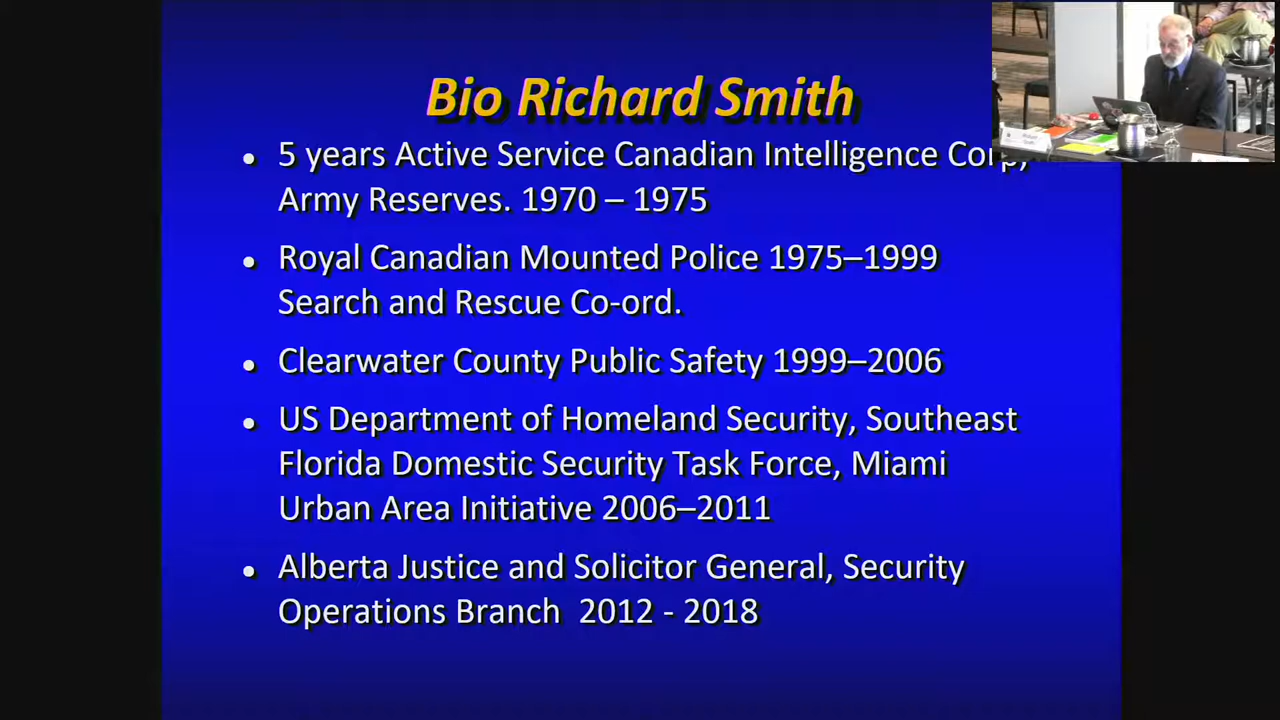 Bio Richard Smith
• 5 years Active Service Canadian Intelligence Corp,
Army Reserves. 1970 – 1975
• Royal Canadian Mounted Police 1975–1999
Search and Rescue Co-ord.
• Clearwater County Public Safety 1999–2006
• US Department of Homeland Security, Southeast
Florida Domestic Security Task Force, Miami
Urban Area Initiative 2006–2011
• Alberta Justice and Solicitor General, Security
Operations Branch 2012 - 2018